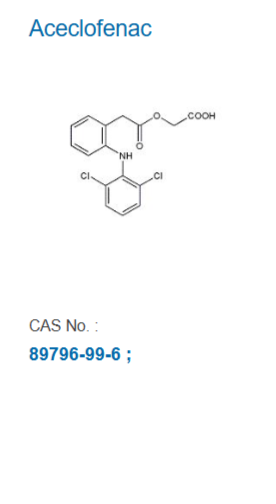 Aceclofenac
O
COOH
O
NH
Cl
Cl
CAS No. :
89796-99-6 ;